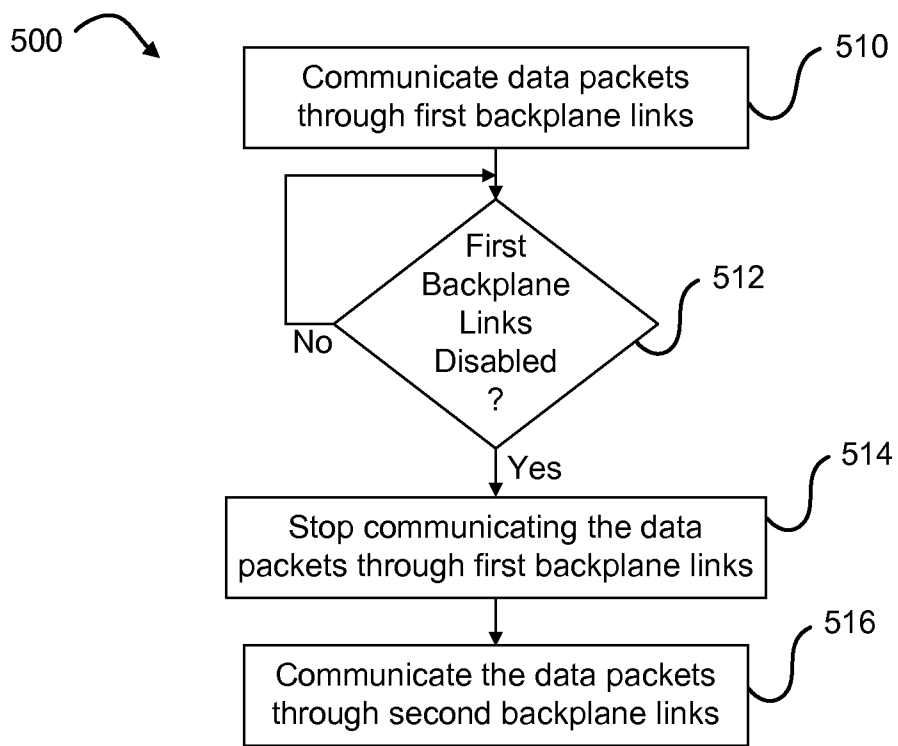 500
510
Communicate data packets
through first backplane links
512
First
Backplane
Links
Disabled
?
No
Yes
514
Stop communicating the data
packets through first backplane links
516
Communicate the data packets
through second backplane links